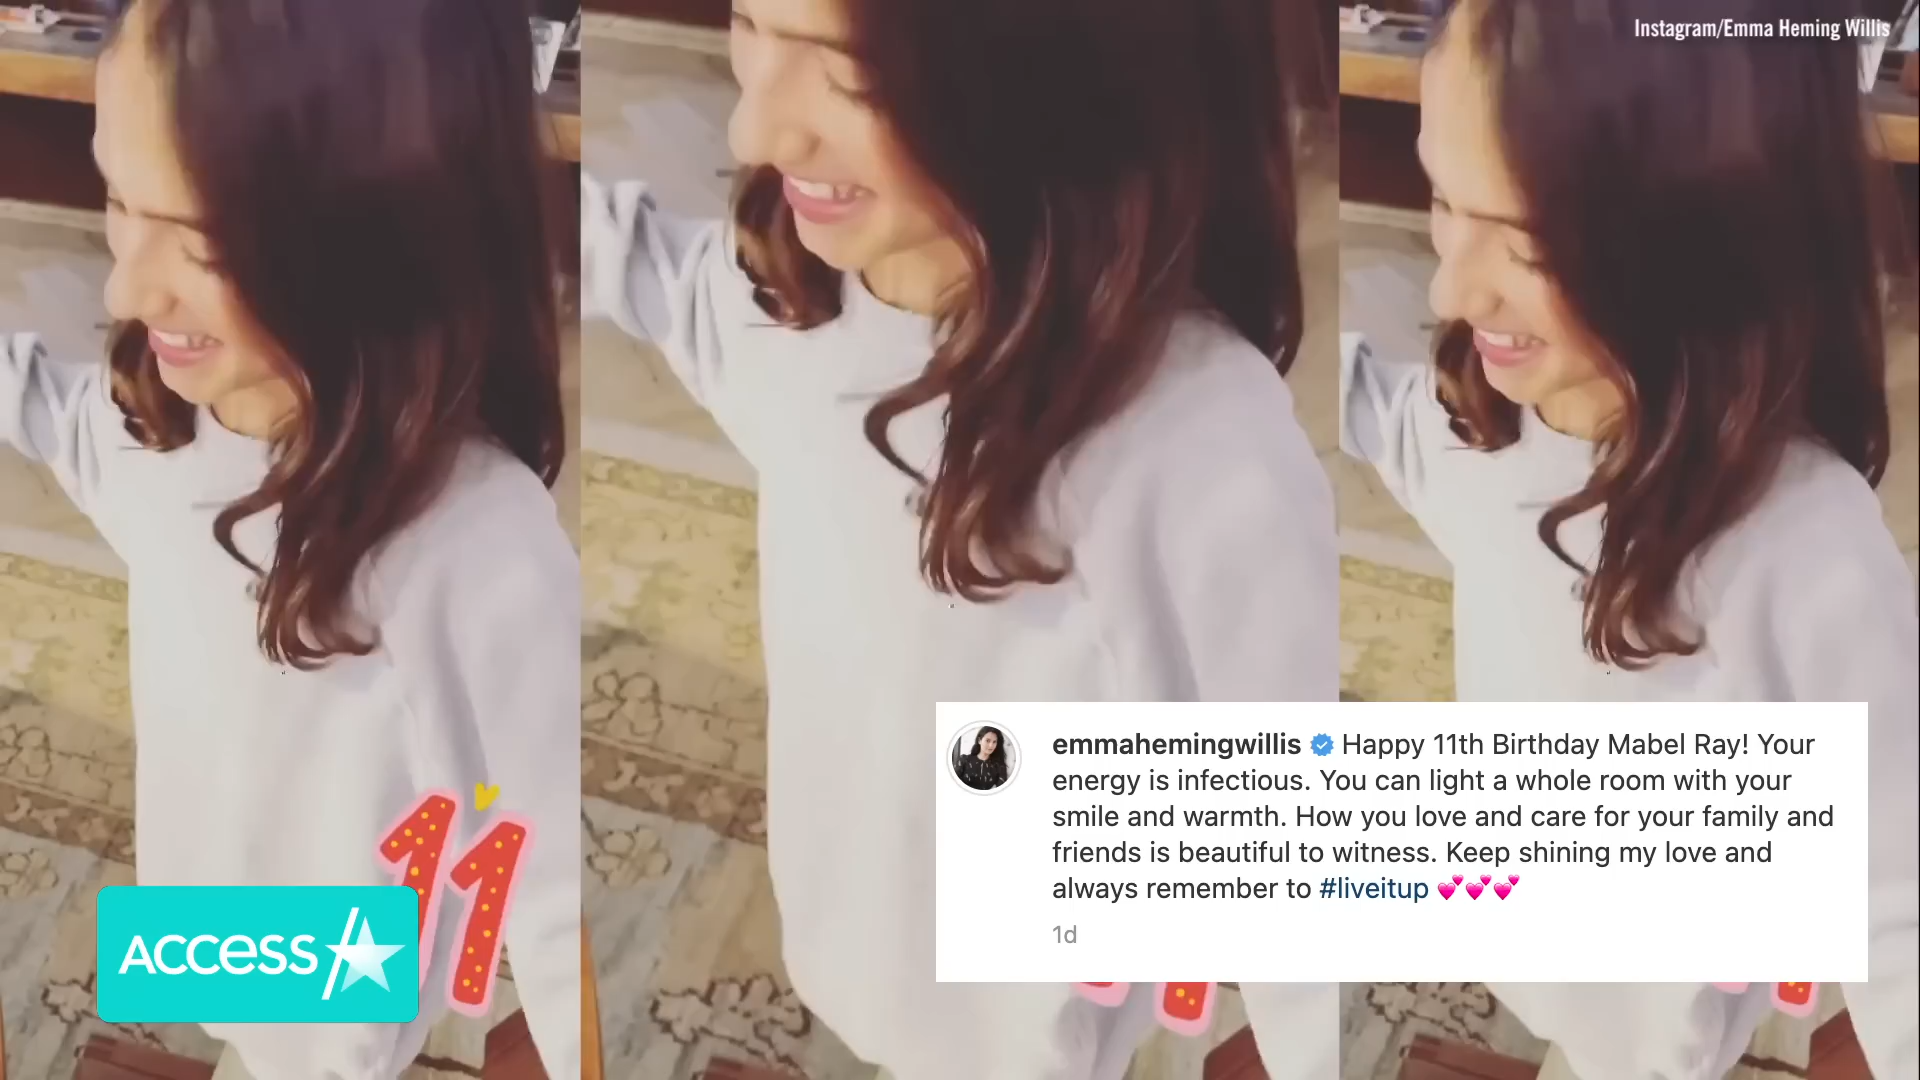 Instagram/Emma Heming Willis
emmahemingwillis Happy 11th Birthday Mabel Ray! Your
energy is infectious. You can light a whole room with your
smile and warmth. How you love and care for your family and
friends is beautiful to witness. Keep shining my love and
always remember to #liveitup 💕💕💕
1d
11
ACCESS